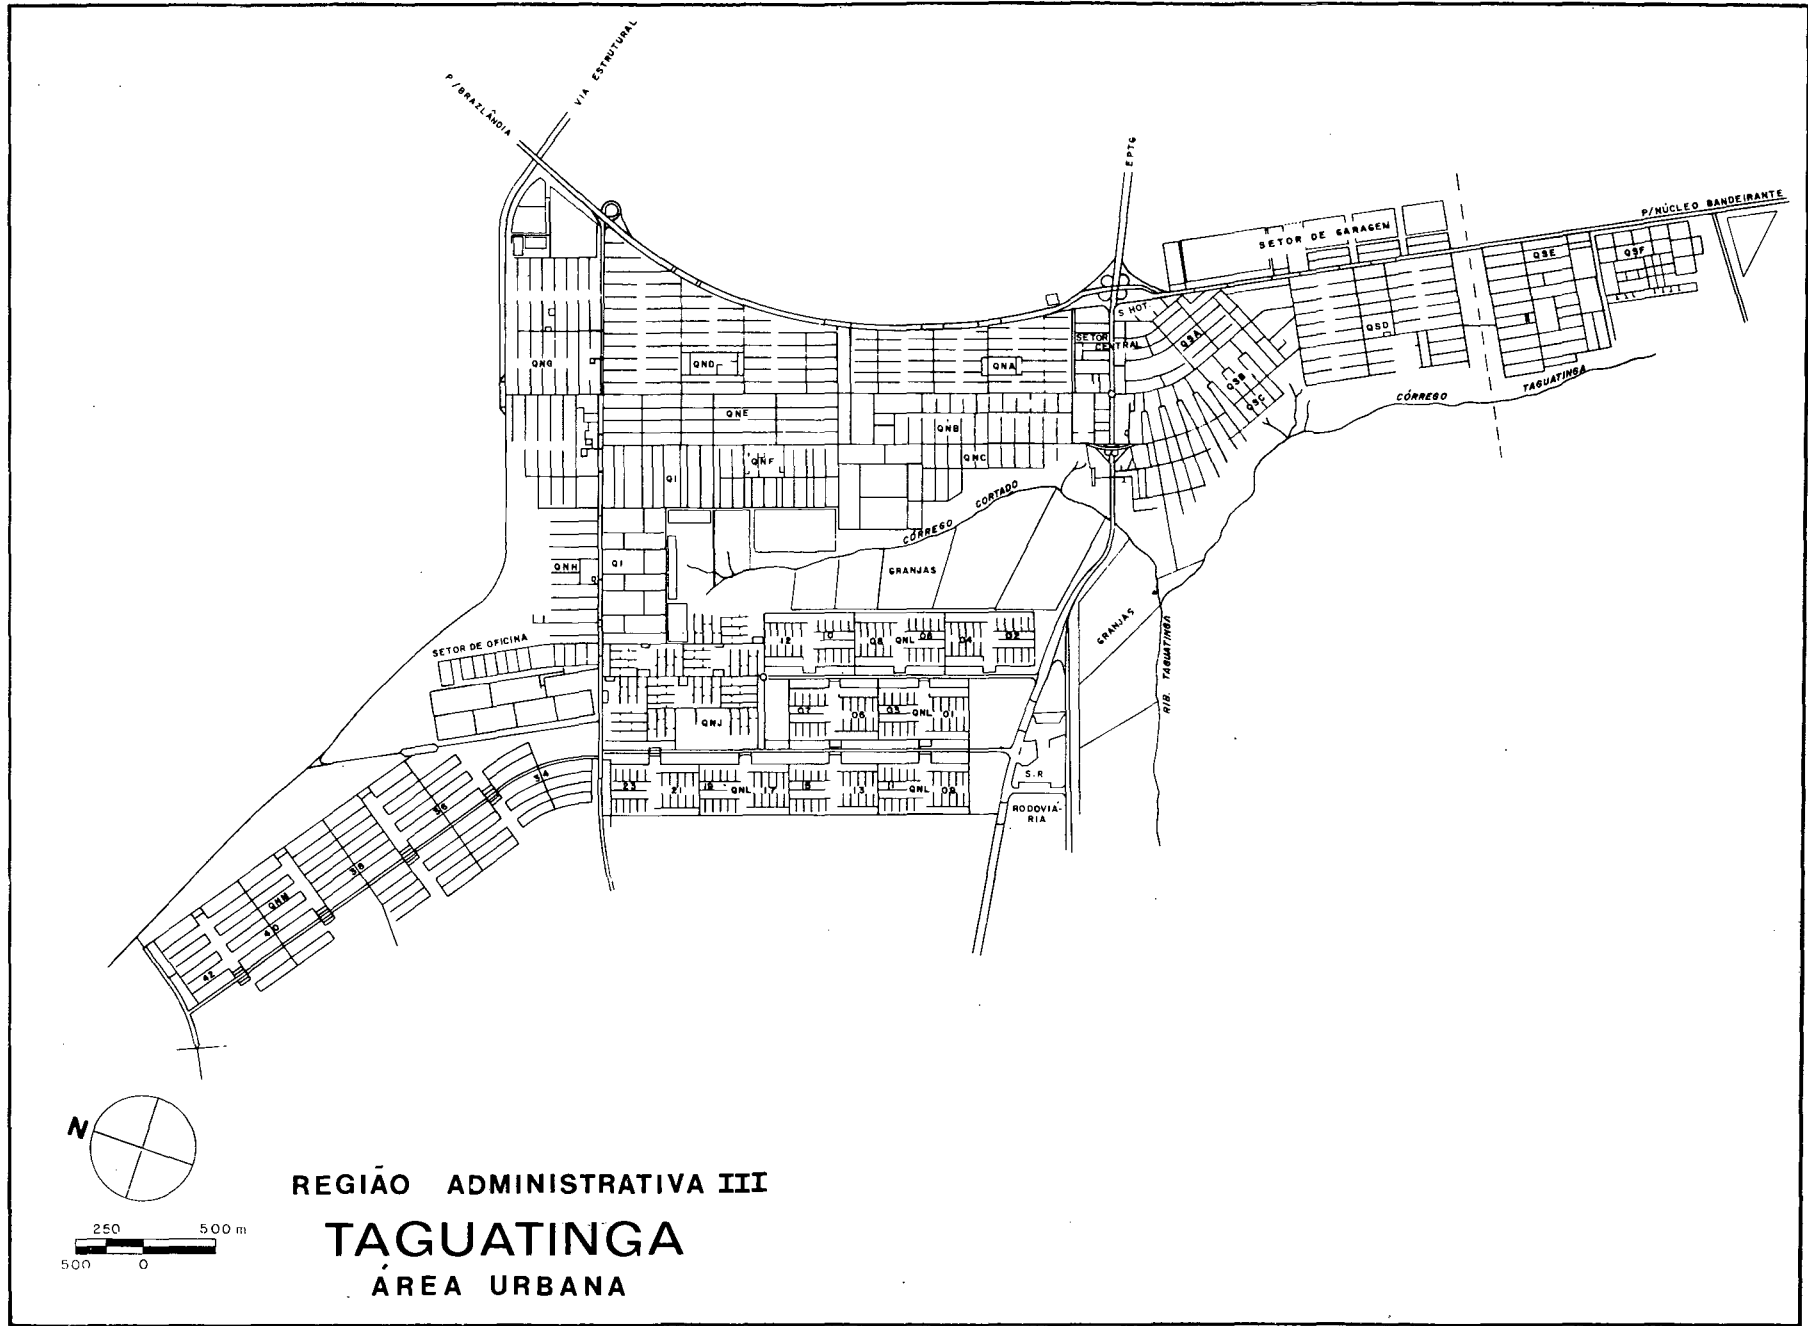 VIA ESTRUTURAL
P/BRAZLÂNDIA
EPTG
P/NÚCLEO BANDEIRANTE
SETOR DE GARAGEM
QSE
QSF
S HOT.
QSD
SETOR
CENTRAL
QSA
QNG
QND
QNA
QSB
QSC
TAGUATINGA
CÓRREGO
QNE
QNB
QNC
QNF
QI
CORTADO
CÓRREGO
QNH
QI
GRANJAS
GRANJAS
RIB. TAGUATINGA
SETOR DE OFICINA
12
10
08
QNL
06
04
02
07
05
03
QNL
01
QNJ
34
36
38
23
21
19
QNL
17
15
13
11
QNL
09
S.R
RODOVIÁ-
RIA
QNM
40
42
N
REGIÃO ADMINISTRATIVA III
TAGUATINGA
ÁREA URBANA
250
500 m
500
0